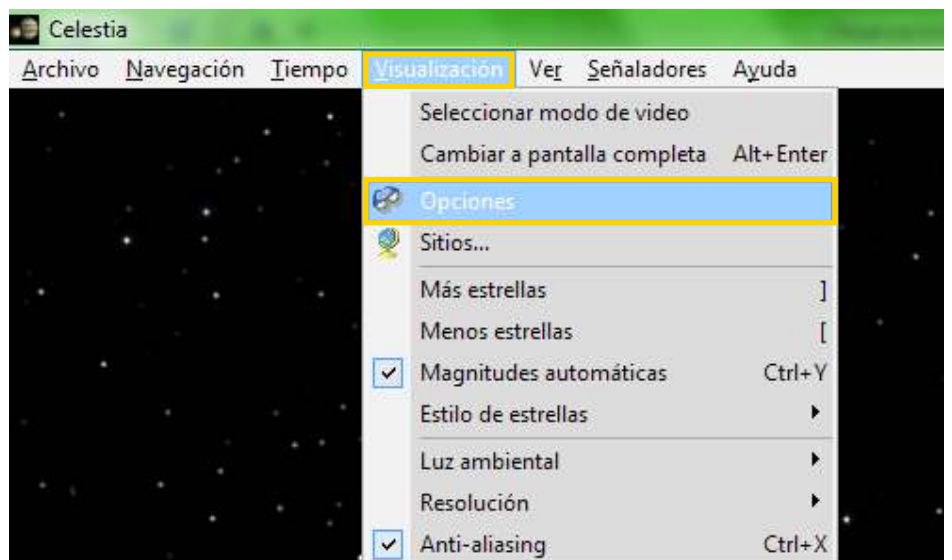 Celestia
Archivo Navegación Tiempo Visualización Ver Señaladores Ayuda
Seleccionar modo de video
Cambiar a pantalla completa Alt+Enter
Opciones
Sitios...
Más estrellas ]
Menos estrellas [
Magnitudes automáticas Ctrl+Y
Estilo de estrellas
Luz ambiental
Resolución
Anti-aliasing Ctrl+X